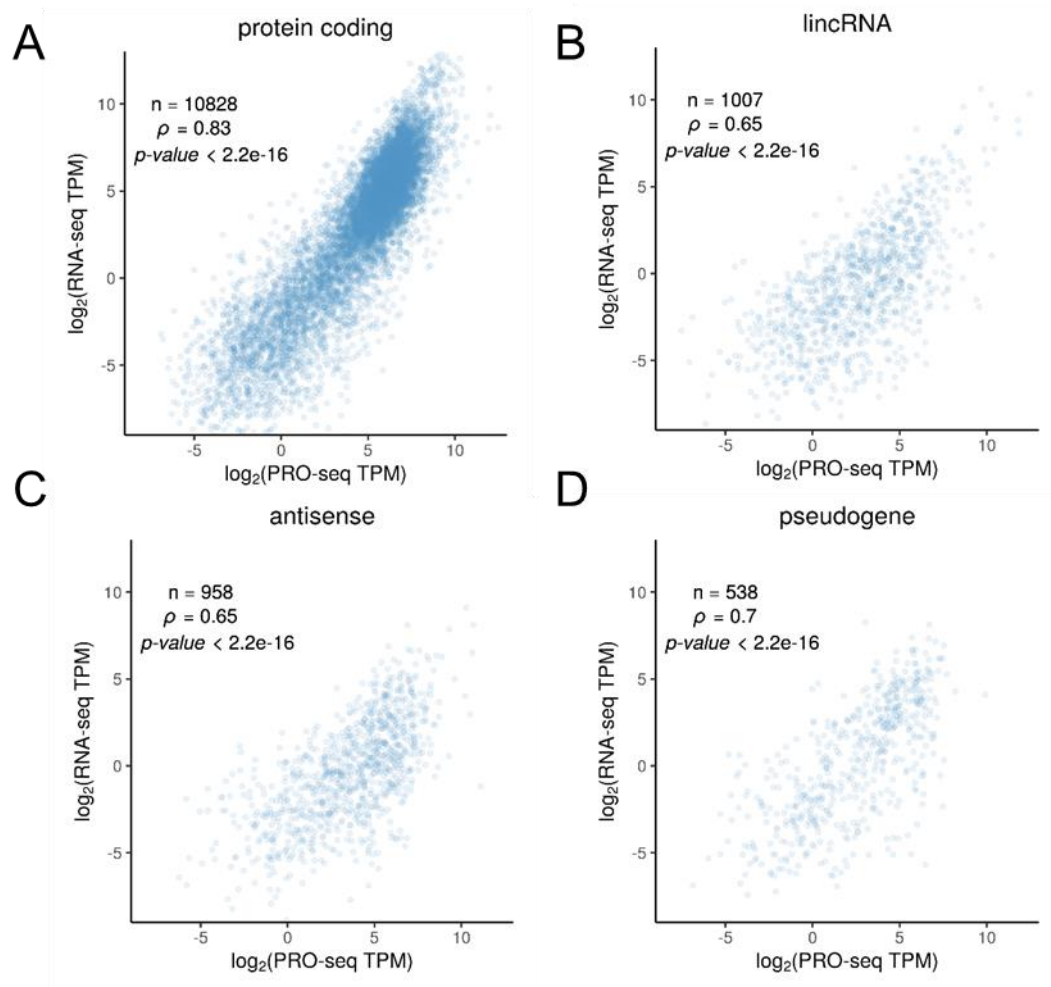 A
protein coding
n = 10828
ρ = 0.83
p-value < 2.2e-16
log₂(RNA-seq TPM)
10
5
0
-5
-5 0 5 10
log₂(PRO-seq TPM)
B
lincRNA
n = 1007
ρ = 0.65
p-value < 2.2e-16
log₂(RNA-seq TPM)
10
5
0
-5
-5 0 5 10
log₂(PRO-seq TPM)
C
antisense
n = 958
ρ = 0.65
p-value < 2.2e-16
log₂(RNA-seq TPM)
10
5
0
-5
-5 0 5 10
log₂(PRO-seq TPM)
D
pseudogene
n = 538
ρ = 0.7
p-value < 2.2e-16
log₂(RNA-seq TPM)
10
5
0
-5
-5 0 5 10
log₂(PRO-seq TPM)